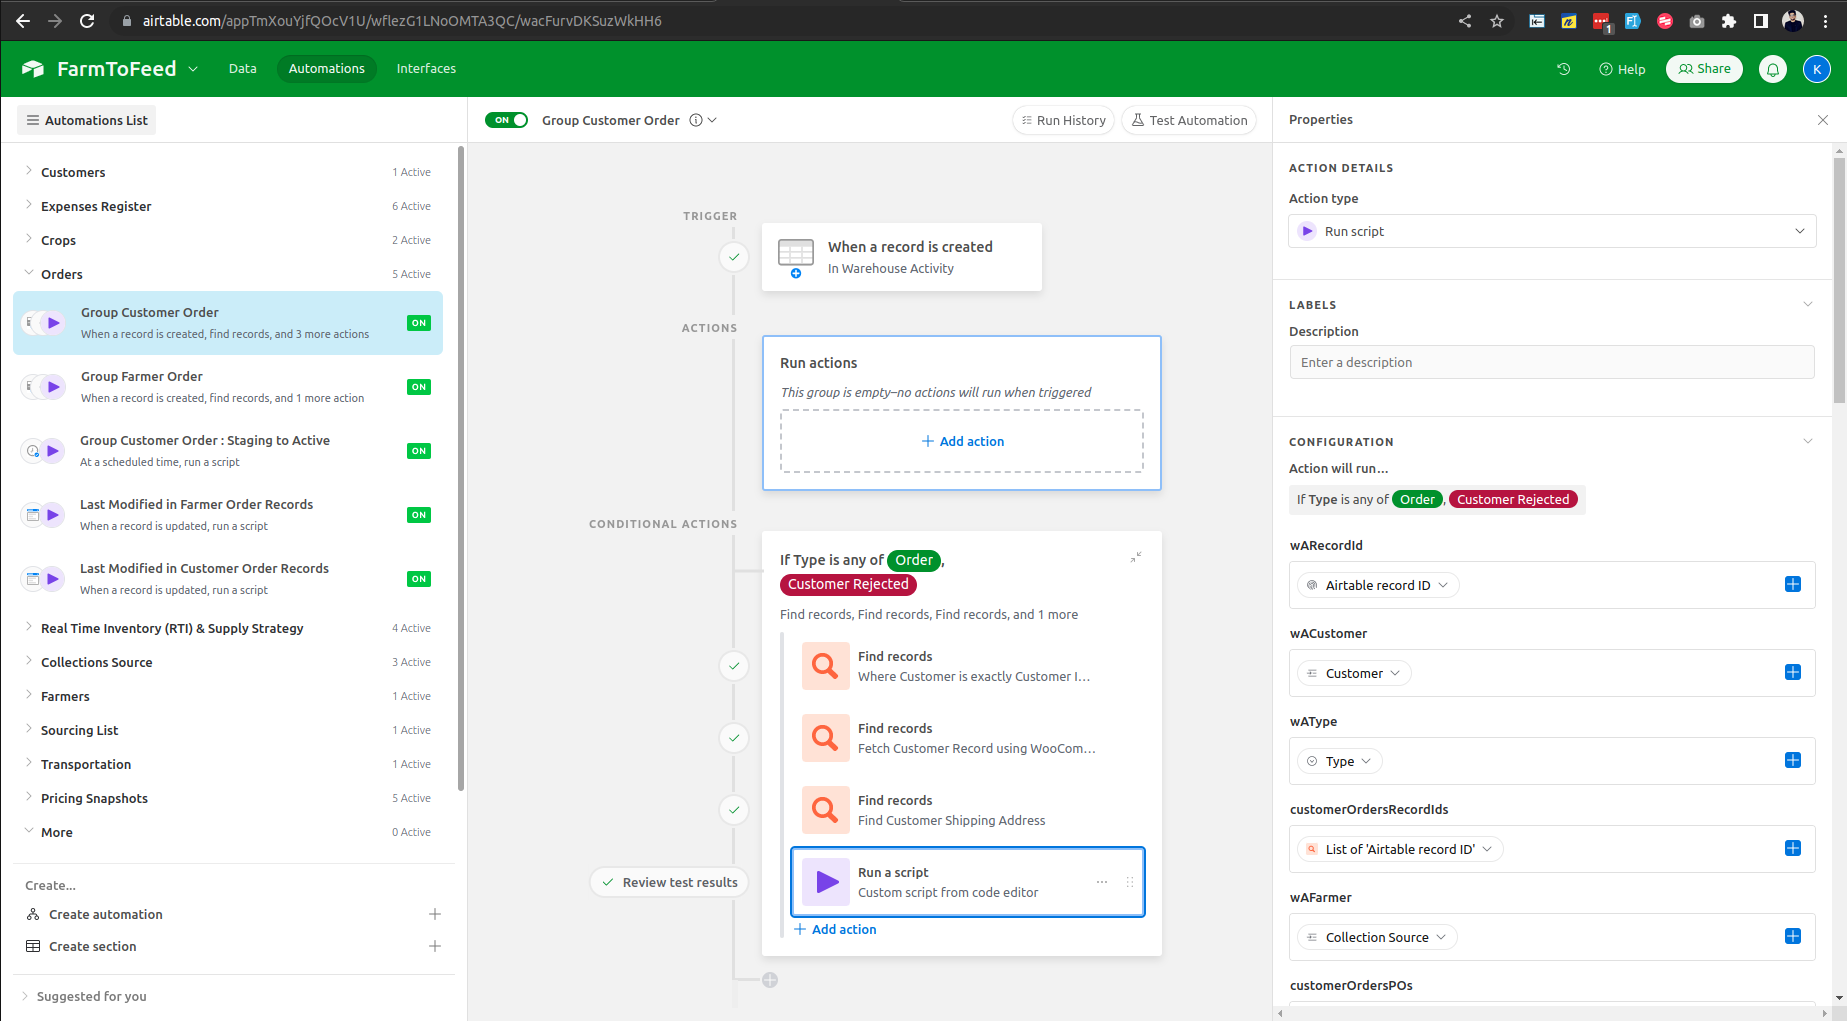 airtable.com/appTmXouYjfQOcV1U/wflezG1LNoOMTA3QC/wacFurvDKSuzWkHH6
1
FarmToFeed
Data
Automations
Interfaces
Help
Share
K
Automations List
ON
Group Customer Order
Run History
Test Automation
Properties
Customers
1 Active
Expenses Register
6 Active
Crops
2 Active
Orders
5 Active
Group Customer Order
When a record is created, find records, and 3 more actions
ON
Group Farmer Order
When a record is created, find records, and 1 more action
ON
Group Customer Order : Staging to Active
At a scheduled time, run a script
ON
Last Modified in Farmer Order Records
When a record is updated, run a script
ON
Last Modified in Customer Order Records
When a record is updated, run a script
ON
Real Time Inventory (RTI) & Supply Strategy
4 Active
Collections Source
3 Active
Farmers
1 Active
Sourcing List
1 Active
Transportation
1 Active
Pricing Snapshots
5 Active
More
0 Active
Create...
Create automation
Create section
Suggested for you
TRIGGER
When a record is created
In Warehouse Activity
ACTIONS
Run actions
This group is empty–no actions will run when triggered
Add action
CONDITIONAL ACTIONS
If Type is any of Order,
Customer Rejected
Find records, Find records, Find records, and 1 more
Find records
Where Customer is exactly Customer I…
Find records
Fetch Customer Record using WooCom…
Find records
Find Customer Shipping Address
Review test results
Run a script
Custom script from code editor
Add action
ACTION DETAILS
Action type
Run script
LABELS
Description
Enter a description
CONFIGURATION
Action will run…
If Type is any of Order, Customer Rejected
wARecordId
Airtable record ID
wACustomer
Customer
wAType
Type
customerOrdersRecordIds
List of 'Airtable record ID'
wAFarmer
Collection Source
customerOrdersPOs